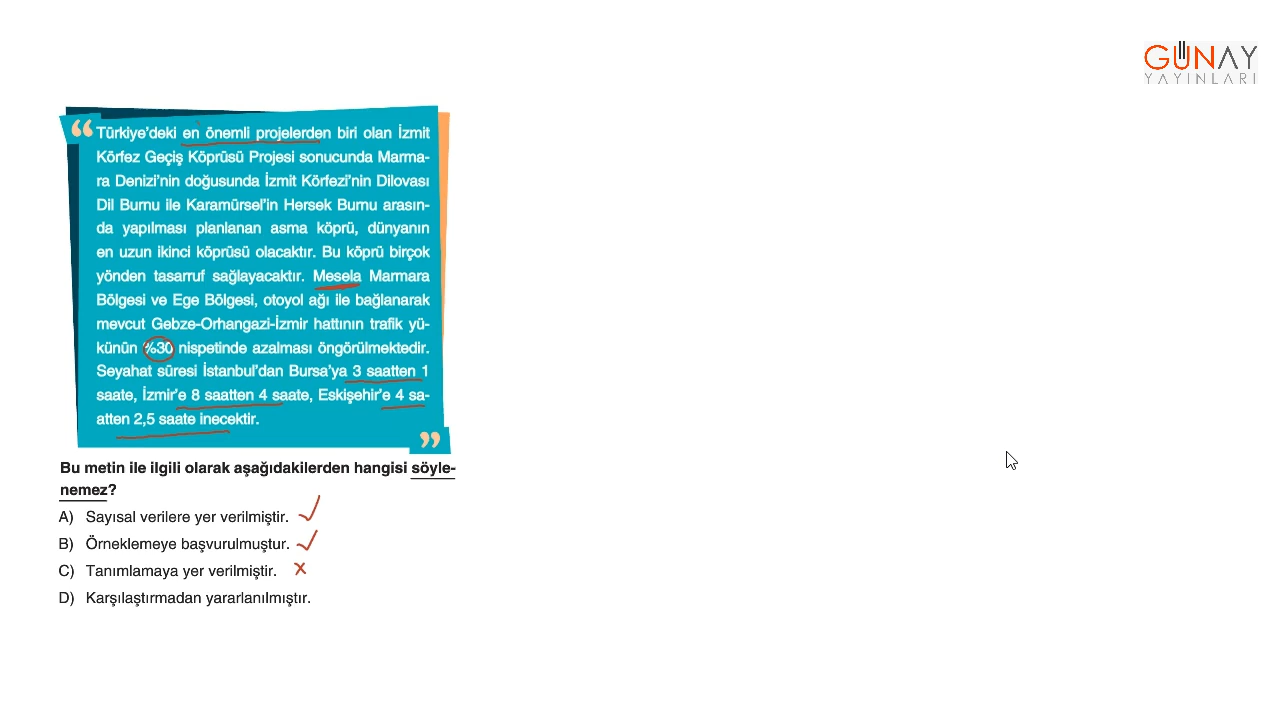 GÜNAY
YAYINLARI
“ Türkiye’deki en önemli projelerden biri olan İzmit
Körfez Geçiş Köprüsü Projesi sonucunda Marma-
ra Denizi’nin doğusunda İzmit Körfezi’nin Dilovası
Dil Burnu ile Karamürsel’in Hersek Burnu arasın-
da yapılması planlanan asma köprü, dünyanın
en uzun ikinci köprüsü olacaktır. Bu köprü birçok
yönden tasarruf sağlayacaktır. Mesela Marmara
Bölgesi ve Ege Bölgesi, otoyol ağı ile bağlanarak
mevcut Gebze-Orhangazi-İzmir hattının trafik yü-
künün %30 nispetinde azalması öngörülmektedir.
Seyahat süresi İstanbul’dan Bursa’ya 3 saatten 1
saate, İzmir’e 8 saatten 4 saate, Eskişehir’e 4 sa-
atten 2,5 saate inecektir.
”
Bu metin ile ilgili olarak aşağıdakilerden hangisi söyle-
nemez?
A) Sayısal verilere yer verilmiştir. ✓
B) Örneklemeye başvurulmuştur. ✓
C) Tanımlamaya yer verilmiştir. x
D) Karşılaştırmadan yararlanılmıştır.